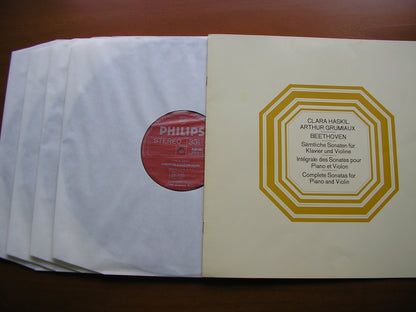 PHILIPS
STEREO 33
CLARA HASKIL
ARTHUR GRUMIAUX
BEETHOVEN
Sämtliche Sonaten für
Klavier und Violine
Intégrale des Sonates pour
Piano et Violon
Complete Sonatas for
Piano and Violin